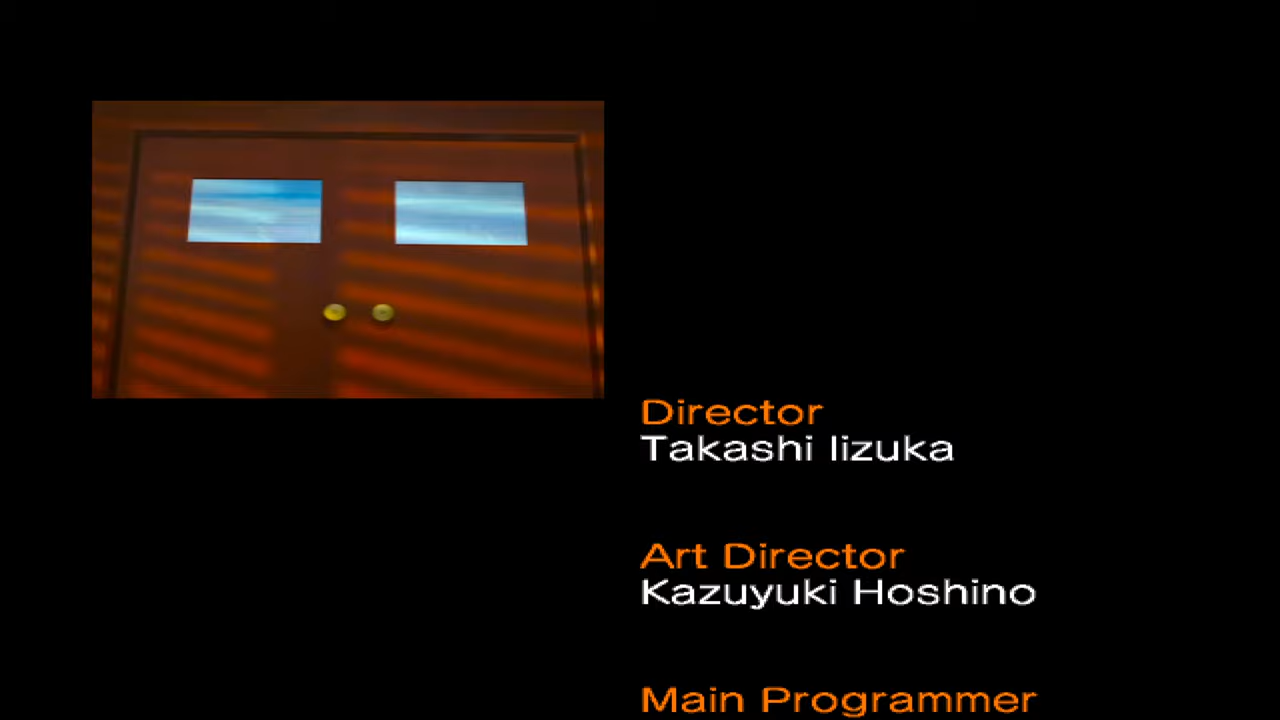 Director
Takashi Iizuka
Art Director
Kazuyuki Hoshino
Main Programmer